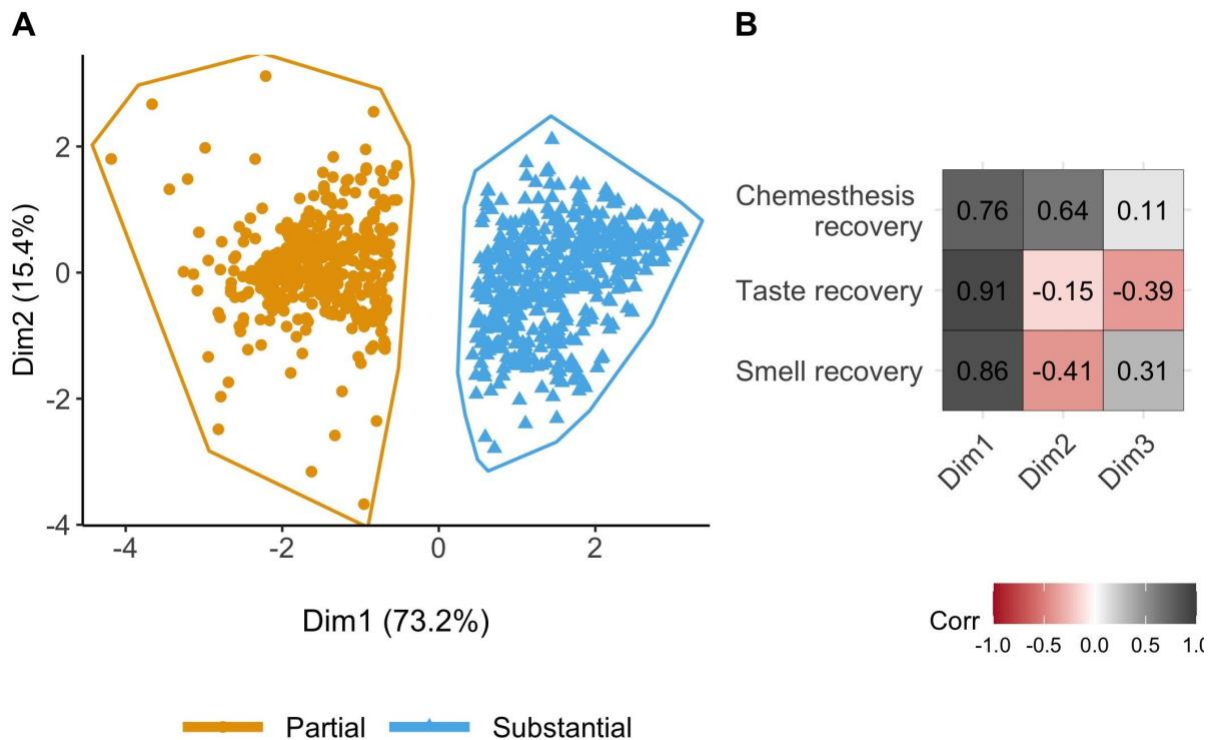 A
Dim2 (15.4%)
2
0
-2
-4
-4
-2
0
2
Dim1 (73.2%)
Partial
Substantial
B
Chemesthesis
recovery
0.76
0.64
0.11
Taste recovery
0.91
-0.15
-0.39
Smell recovery
0.86
-0.41
0.31
Dim1
Dim2
Dim3
Corr
-1.0
-0.5
0.0
0.5
1.0